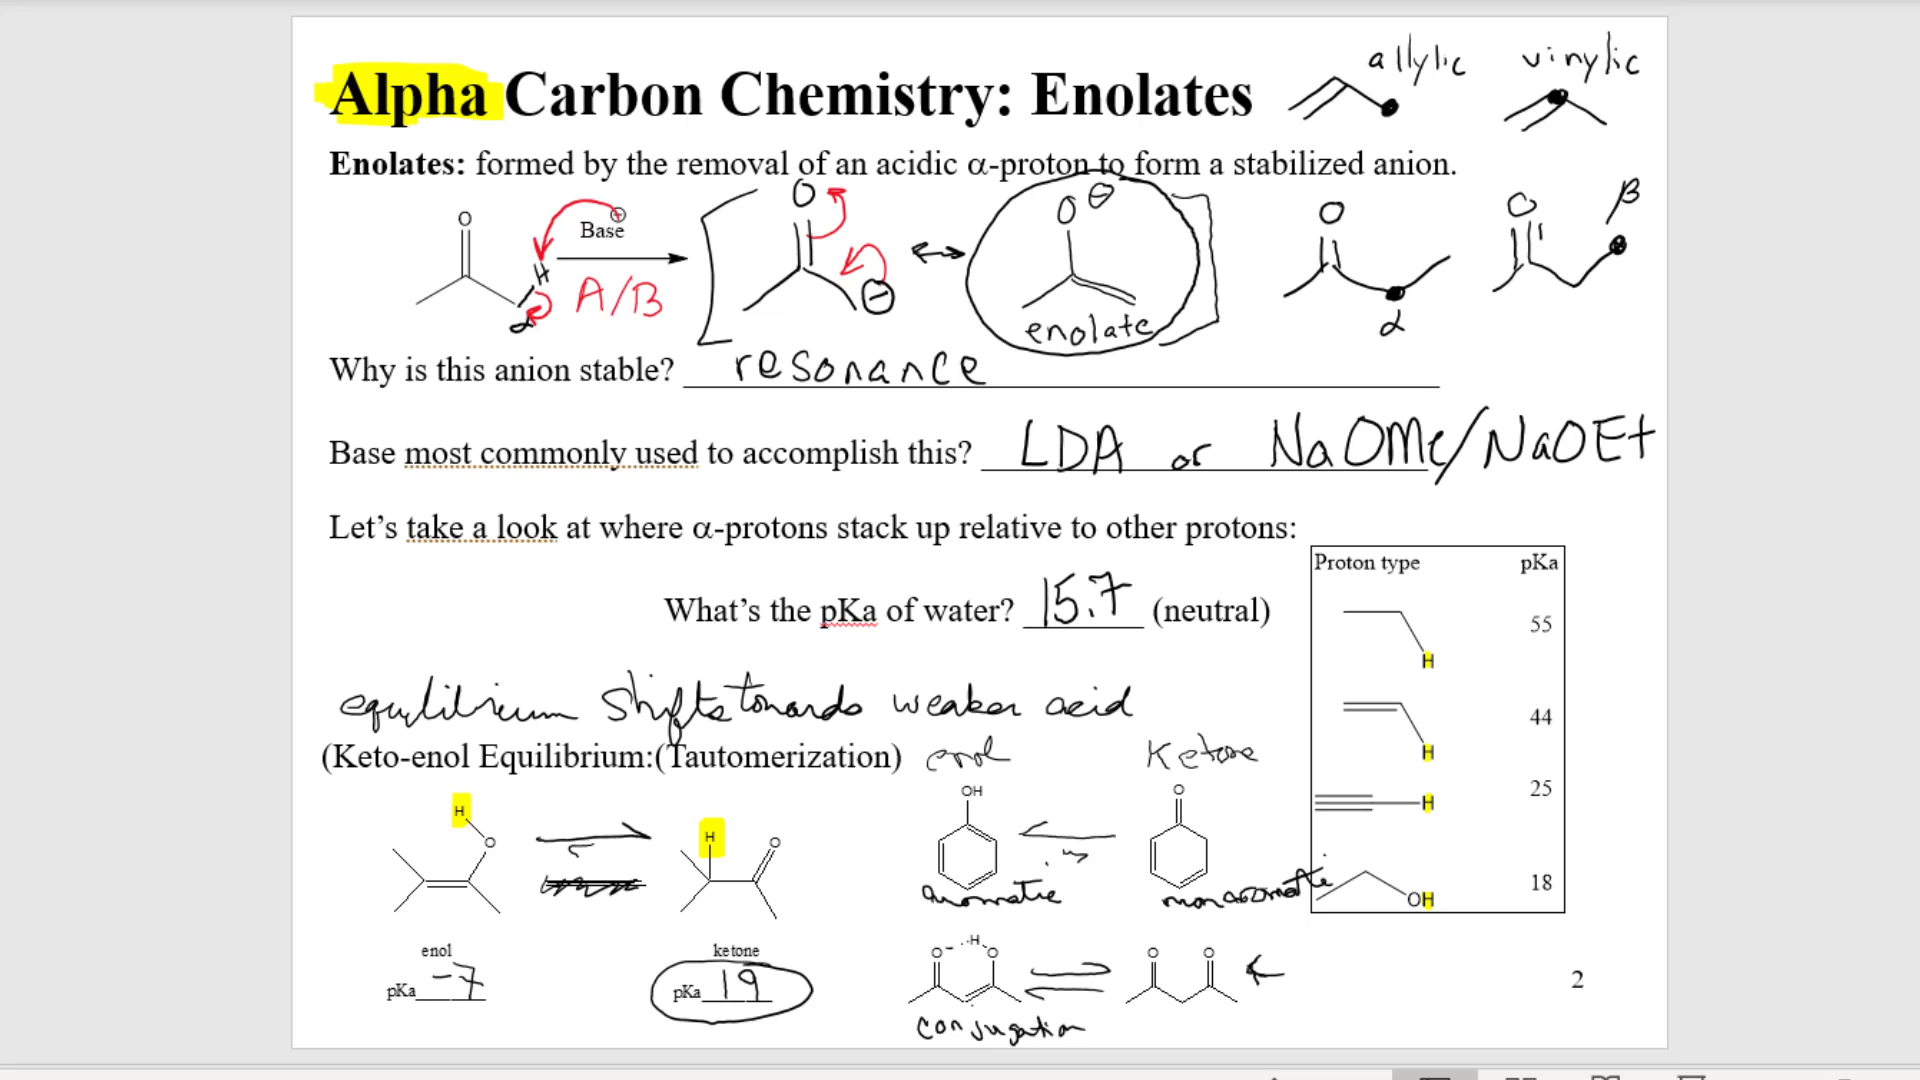 allylic vinylic
Alpha Carbon Chemistry: Enolates
Enolates: formed by the removal of an acidic α-proton to form a stabilized anion.
O Base ⊕ O O ⊖ O O β
H
α A/B ⊖ enolate α
Why is this anion stable? resonance
Base most commonly used to accomplish this? LDA or NaOMe/NaOEt
Let's take a look at where α-protons stack up relative to other protons:
Proton type pKa
What's the pKa of water? 15.7 (neutral)
55
H
equilibrium shifts towards weaker acid
44
H
(Keto-enol Equilibrium:(Tautomerization) enol Ketone
25
H
OH O
H O H O
18
OH
aromatic nonaromatic
enol ketone
O H O O O
pKa -7 pKa 19
conjugation
2